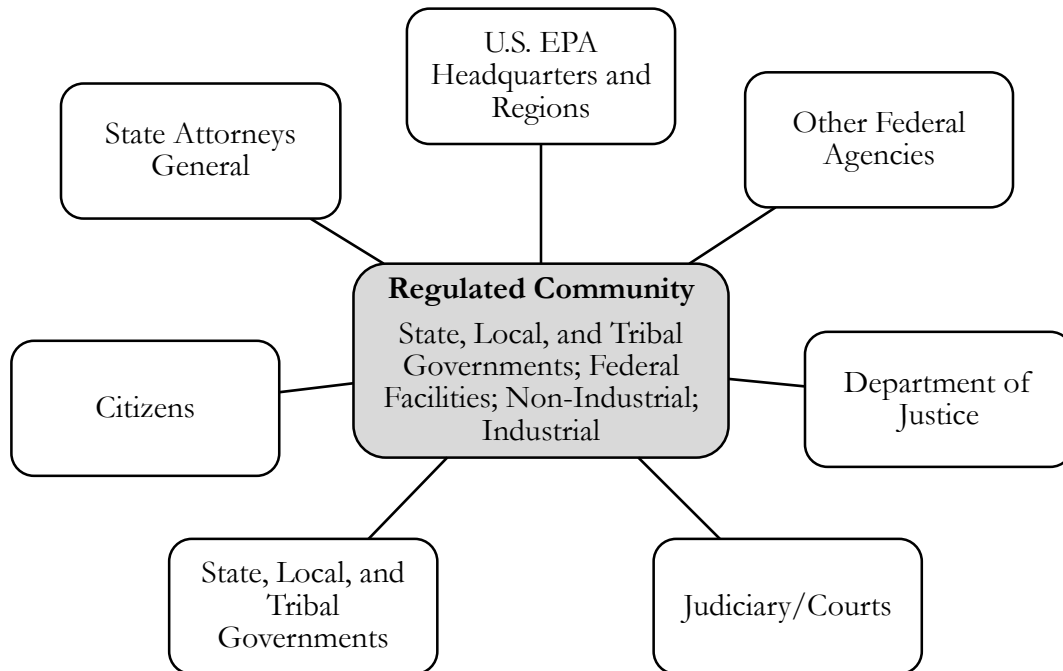 U.S. EPA
Headquarters and
Regions
State Attorneys
General
Other Federal
Agencies
Regulated Community
State, Local, and Tribal
Governments; Federal
Facilities; Non-Industrial;
Industrial
Citizens
Department of
Justice
State, Local, and
Tribal
Governments
Judiciary/Courts